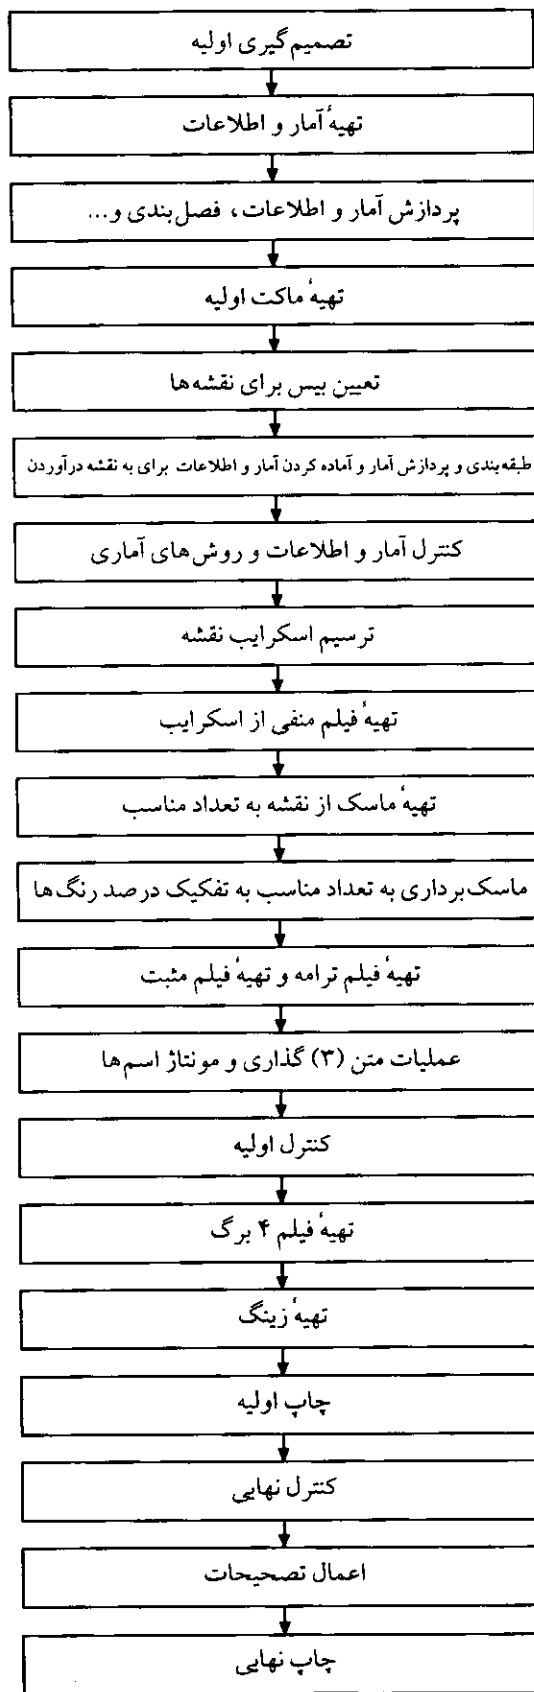 تصمیم‌گیری اولیه
تهیهٔ آمار و اطلاعات
پردازش آمار و اطلاعات، فصل‌بندی و...
تهیهٔ ماکت اولیه
تعیین بیس برای نقشه‌ها
طبقه‌بندی و پردازش آمار و آماده کردن آمار و اطلاعات برای به نقشه درآوردن
کنترل آمار و اطلاعات و روش‌های آماری
ترسیم اسکرایب نقشه
تهیهٔ فیلم منفی از اسکرایب
تهیهٔ ماسک از نقشه به تعداد مناسب
ماسک‌برداری به تعداد مناسب به تفکیک درصد رنگ‌ها
تهیهٔ فیلم ترامه و تهیهٔ فیلم مثبت
عملیات متن (۳) گذاری و مونتاژ اسم‌ها
کنترل اولیه
تهیهٔ فیلم ۴ برگ
تهیهٔ زینگ
چاپ اولیه
کنترل نهایی
اعمال تصحیحات
چاپ نهایی